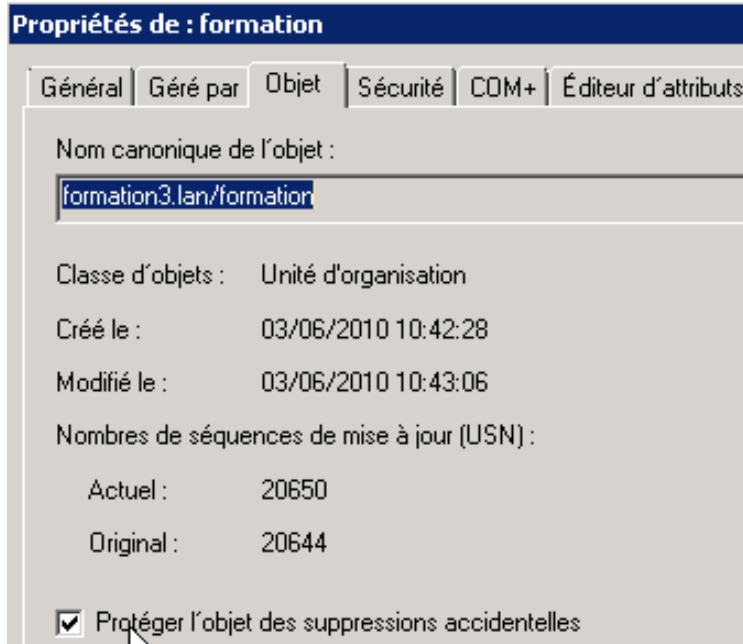 Propriétés de : formation
Général Géré par Objet Sécurité COM+ Éditeur d´attributs
Nom canonique de l´objet :
formation3.lan/formation
Classe d´objets : Unité d'organisation
Créé le : 03/06/2010 10:42:28
Modifié le : 03/06/2010 10:43:06
Nombres de séquences de mise à jour (USN) :
Actuel : 20650
Original : 20644
Protéger l´objet des suppressions accidentelles